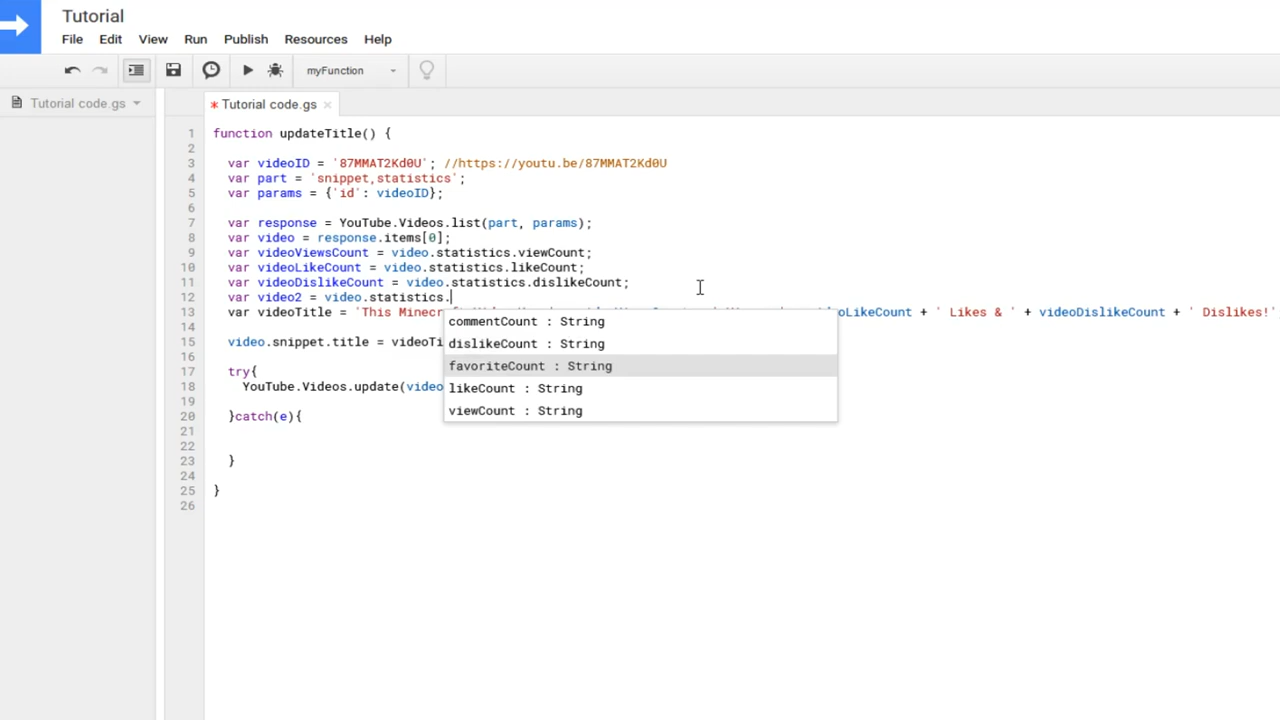 Tutorial
File Edit View Run Publish Resources Help
myFunction
Tutorial code.gs
* Tutorial code.gs ×
1 function updateTitle() {
2
3 var videoID = '87MMAT2Kd0U'; //https://youtu.be/87MMAT2Kd0U
4 var part = 'snippet,statistics';
5 var params = {'id': videoID};
6
7 var response = YouTube.Videos.list(part, params);
8 var video = response.items[0];
9 var videoViewsCount = video.statistics.viewCount;
10 var videoLikeCount = video.statistics.likeCount;
11 var videoDislikeCount = video.statistics.dislikeCount;
12 var video2 = video.statistics.
13 var videoTitle = 'This LikeCount + ' Likes & ' + videoDislikeCount + ' Dislikes!'
commentCount : String
dislikeCount : String
favoriteCount : String
likeCount : String
viewCount : String
14
15 video.snippet.title = videoTi
16
17 try{
18 YouTube.Videos.update(video
19
20 }catch(e){
21
22
23 }
24
25 }
26